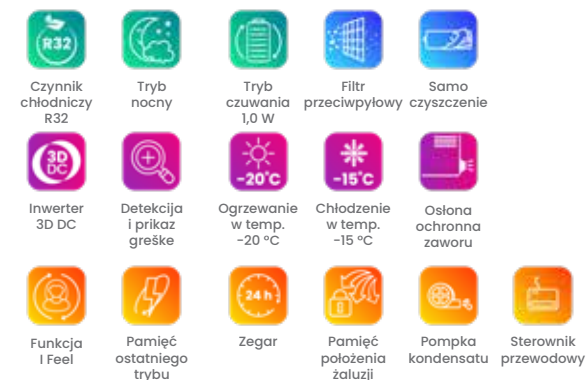 R32
Czynnik
chłodniczy
R32
Tryb
nocny
Tryb
czuwania
1,0 W
Filtr
przeciwpyłowy
Samo
czyszczenie
3D
DC
Inwerter
3D DC
Detekcija
i prikaz
greške
-20°C
Ogrzewanie
w temp.
-20 °C
-15°C
Chłodzenie
w temp.
-15 °C
Osłona
ochronna
zaworu
Funkcja
I Feel
Pamięć
ostatniego
trybu
24 h
Zegar
Pamięć
położenia
żaluzji
Pompka
kondensatu
Sterownik
przewodowy